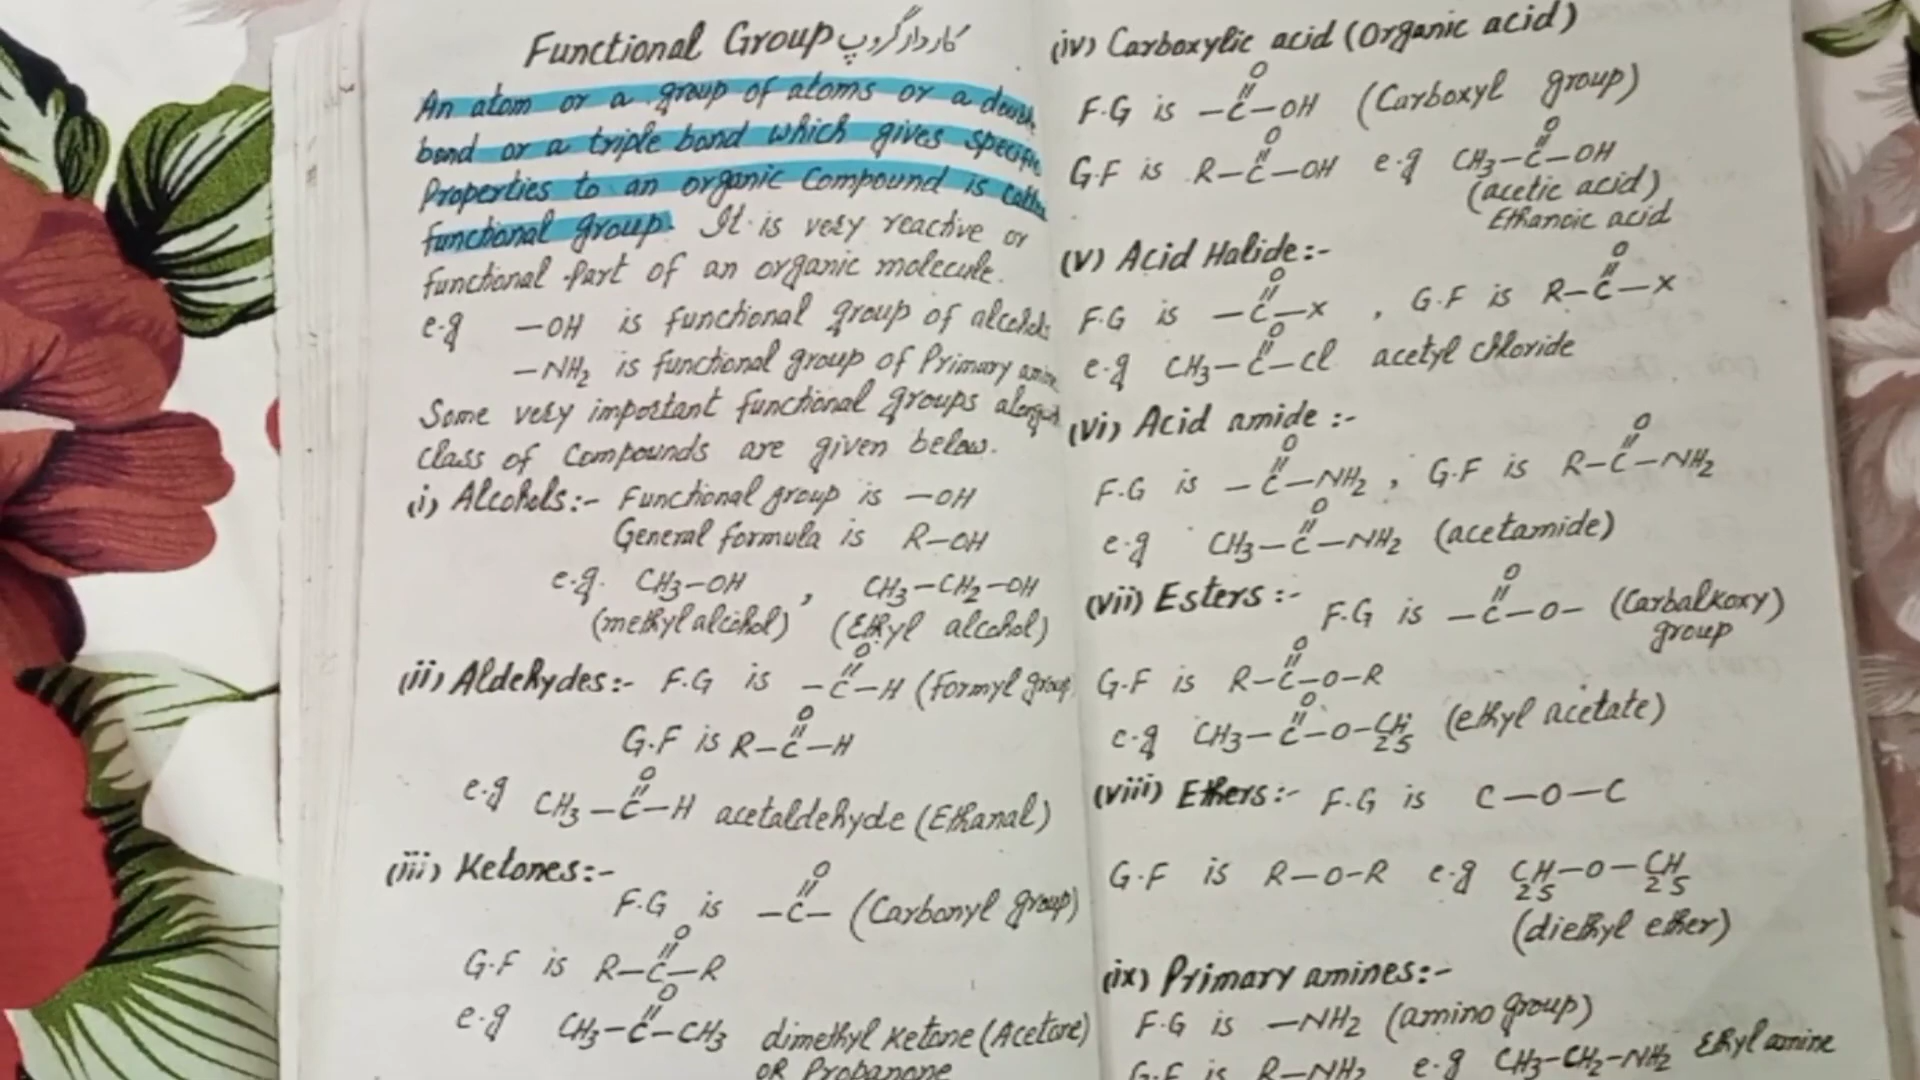 Functional Group کاردار گروپ
An atom or a group of atoms or a double
bond or a triple bond which gives specific
Properties to an organic Compound is called
functional group. It is very reactive or
functional part of an organic molecule.
e.g —OH is functional group of alcohols
—NH₂ is functional group of Primary amine
Some very important functional groups alongwith
class of Compounds are given below.
(i) Alcohols:- Functional group is —OH
General formula is R—OH
e.g. CH₃—OH , CH₃—CH₂—OH
(methyl alcohol) (Ethyl alcohol)
O
(ii) Aldehydes:- F.G is —C—H (Formyl group)
O
G.F is R—C—H
O
e.g CH₃—C—H acetaldehyde (Ethanal)
(iii) Ketones:-
O
F.G is —C— (Carbonyl group)
O
G.F is R—C—R
O
e.g CH₃—C—CH₃ dimethyl Ketone (Acetone)
OR Propanone
(iv) Carboxylic acid (Organic acid)
O
F.G is —C—OH (Carboxyl group)
O O
G.F is R—C—OH e.g CH₃—C—OH
(acetic acid)
Ethanoic acid
(v) Acid Halide:-
O O
F.G is —C—X , G.F is R—C—X
O
e.g CH₃—C—Cl acetyl chloride
(vi) Acid amide :-
O O
F.G is —C—NH₂ , G.F is R—C—NH₂
O
e.g CH₃—C—NH₂ (acetamide)
(vii) Esters :-
O
F.G is —C—O— (Carbalkoxy)
group
O
G.F is R—C—O—R
O
e.g CH₃—C—O—C₂H₅ (ethyl acetate)
(viii) Ethers:- F.G is C—O—C
G.F is R—O—R e.g C₂H₅—O—C₂H₅
(diethyl ether)
(ix) Primary amines:-
F.G is —NH₂ (amino group)
G.F is R—NH₂ e.g CH₃—CH₂—NH₂ Ethyl amine